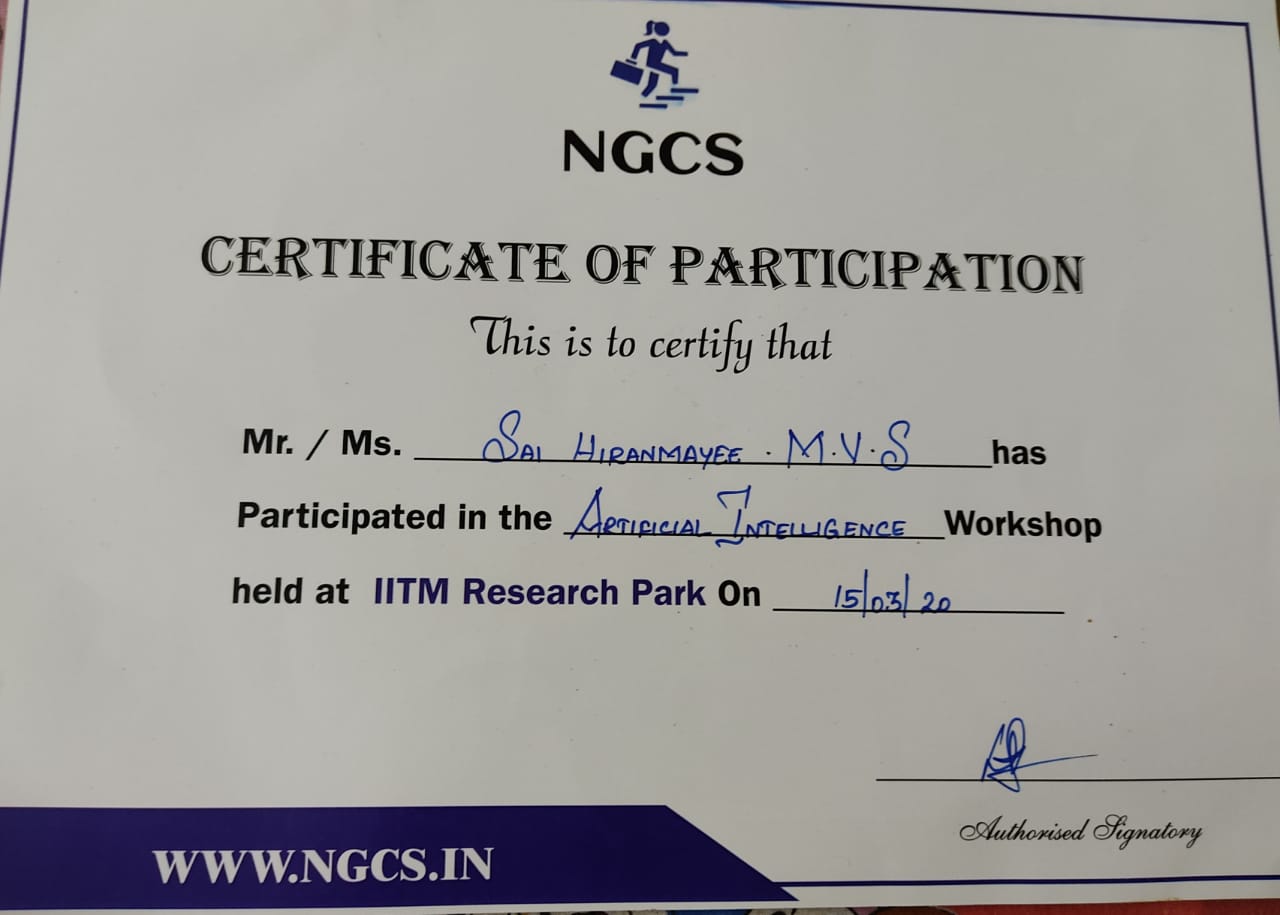 NGCS
CERTIFICATE OF PARTICIPATION
This is to certify that
Mr. / Ms. SAI HIRANMAYEE . M.V.S has
Participated in the ARTIFICIAL INTELLIGENCE Workshop
held at IITM Research Park On 15/03/20
Authorised Signatory
WWW.NGCS.IN